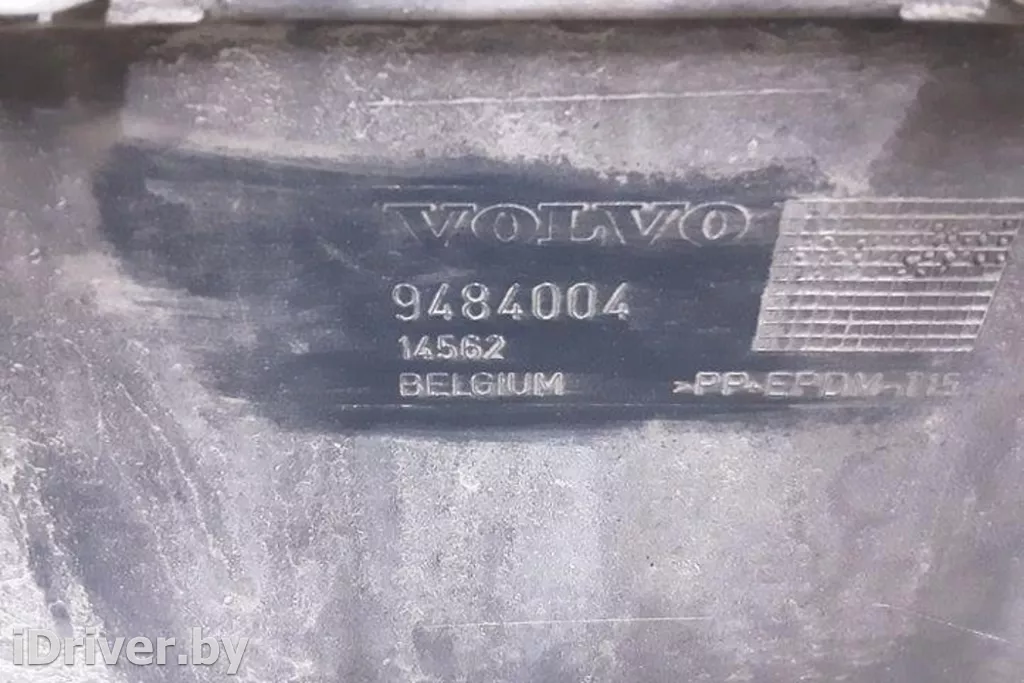 VOLVO
9484004
14562
BELGIUM >PP+EPDM-T15
iDriver.by